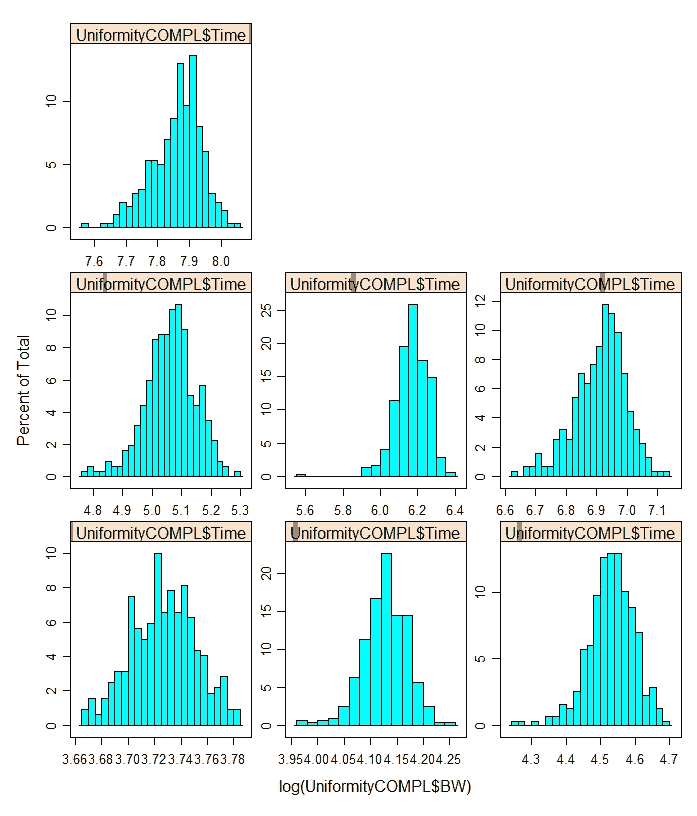 UniformityCOMPL$Time
0 5 10
7.6 7.7 7.8 7.9 8.0
UniformityCOMPL$Time UniformityCOMPL$Time UniformityCOMPL$Time
Percent of Total
0 2 4 6 8 10
0 5 10 15 20 25
0 2 4 6 8 10 12
4.8 4.9 5.0 5.1 5.2 5.3 5.6 5.8 6.0 6.2 6.4 6.6 6.7 6.8 6.9 7.0 7.1
UniformityCOMPL$Time UniformityCOMPL$Time UniformityCOMPL$Time
0 2 4 6 8 10
0 5 10 15 20
0 5 10
3.66 3.68 3.70 3.72 3.74 3.76 3.78 3.95 4.00 4.05 4.10 4.15 4.20 4.25 4.3 4.4 4.5 4.6 4.7
log(UniformityCOMPL$BW)